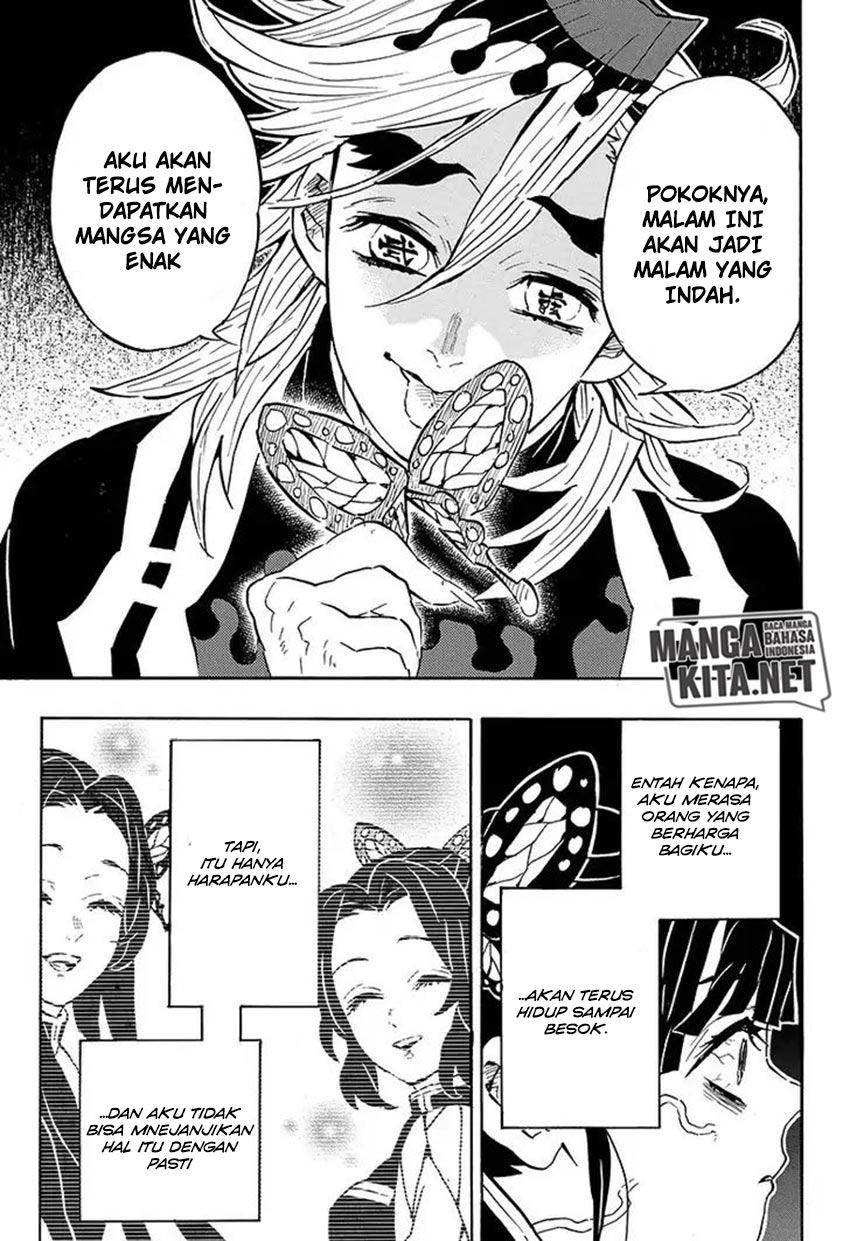 POKOKNYA,
MALAM INI
AKAN JADI
MALAM YANG
INDAH.
AKU AKAN
TERUS MEN-
DAPATKAN
MANGSA YANG
ENAK
MANGA
KITA.NET
BACA MANGA
BAHASA
INDONESIA
ENTAH KENAPA,
AKU MERASA
ORANG YANG
BERHARGA
BAGIKU...
...AKAN TERUS
HIDUP SAMPAI
BESOK.
TAPI,
ITU HANYA
HARAPANKU...
...DAN AKU TIDAK
BISA MNEJANJIKAN
HAL ITU DENGAN
PASTI